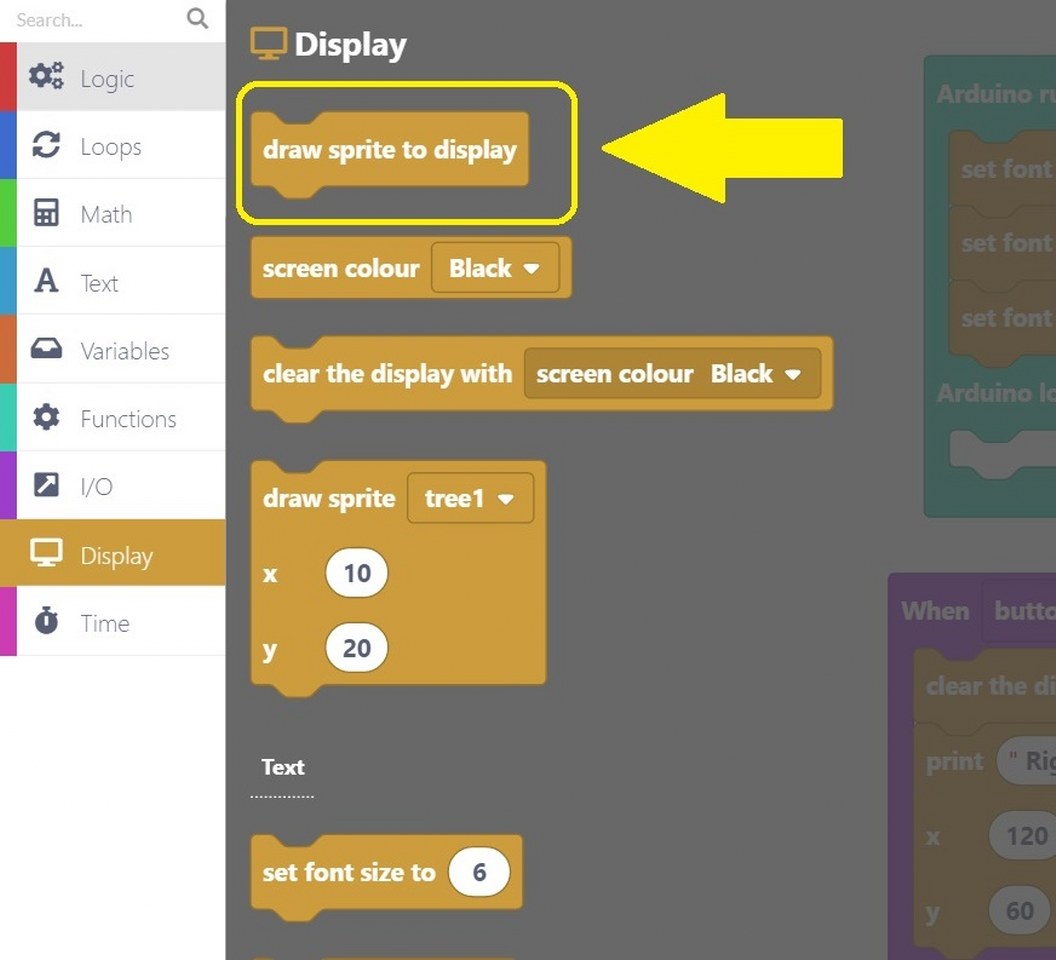 Search...
Logic
Loops
Math
Text
Variables
Functions
I/O
Display
Time
Display
draw sprite to display
screen colour Black
clear the display with screen colour Black
draw sprite tree1
x 10
y 20
Text
set font size to 6
Arduino ru
set font
set font
set font
Arduino lo
When butto
clear the di
print " Rig
x 120
y 60